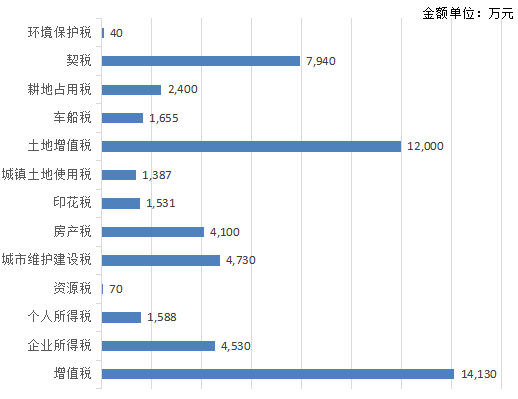 金额单位：万元
环境保护税 40
契税 7,940
耕地占用税 2,400
车船税 1,655
土地增值税 12,000
城镇土地使用税 1,387
印花税 1,531
房产税 4,100
城市维护建设税 4,730
资源税 70
个人所得税 1,588
企业所得税 4,530
增值税 14,130